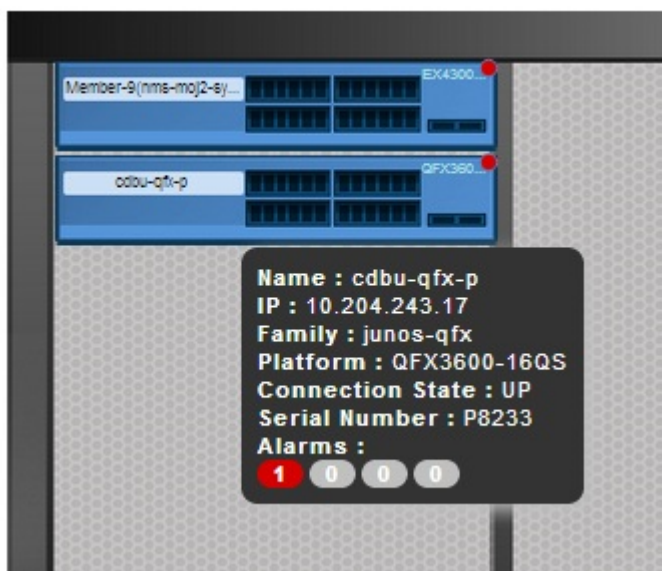 Member-9(nms-moj2-sy...
EX4300...
cdbu-qfx-p
QFX360...
Name : cdbu-qfx-p
IP : 10.204.243.17
Family : junos-qfx
Platform : QFX3600-16QS
Connection State : UP
Serial Number : P8233
Alarms :
1 0 0 0